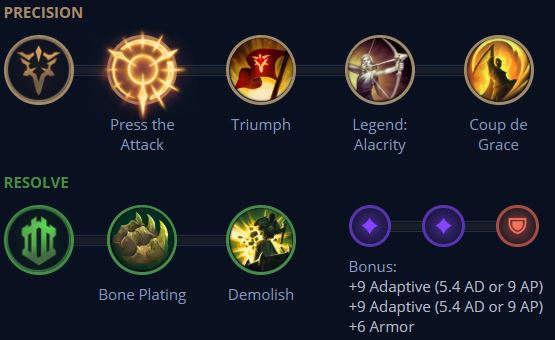 PRECISION
Press the
Attack
Triumph
Legend:
Alacrity
Coup de
Grace
RESOLVE
Bone Plating
Demolish
Bonus:
+9 Adaptive (5.4 AD or 9 AP)
+9 Adaptive (5.4 AD or 9 AP)
+6 Armor